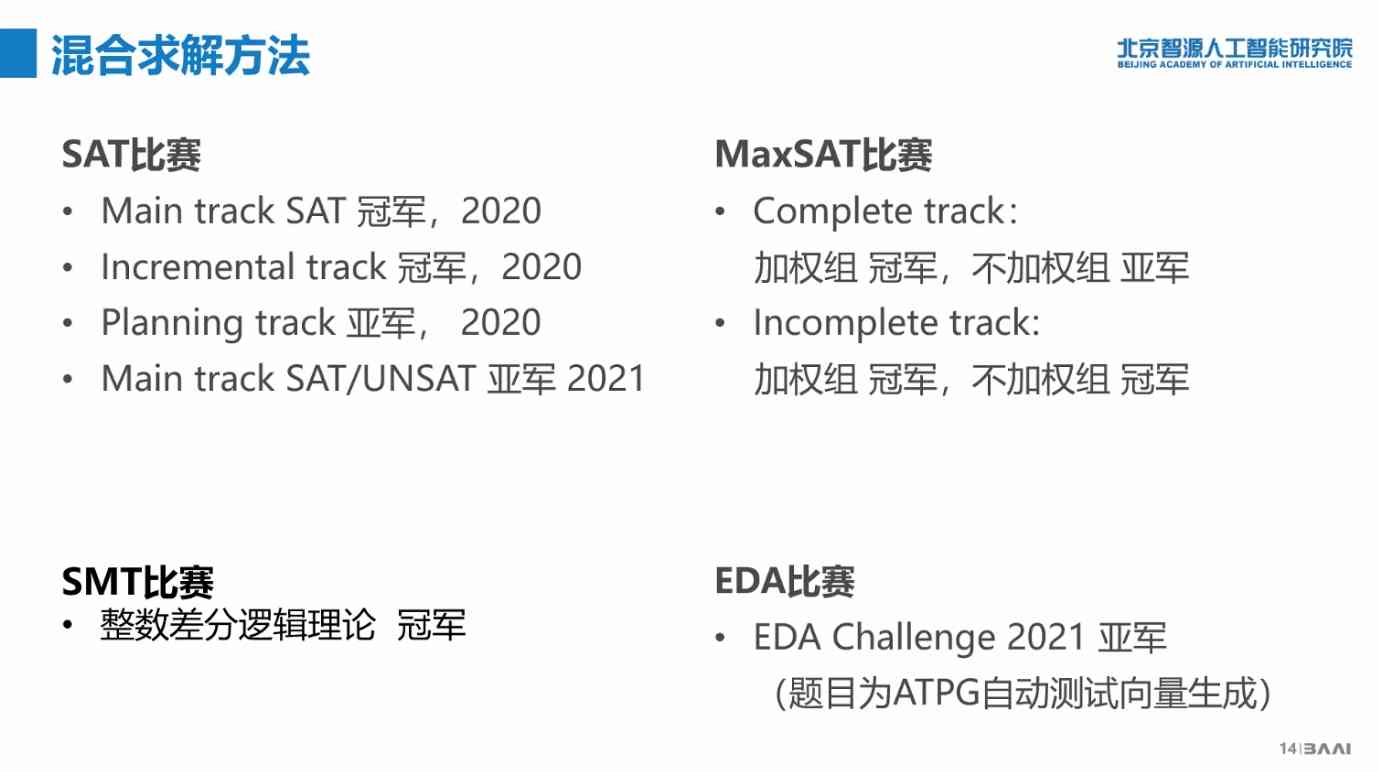 混合求解方法
北京智源人工智能研究院
BEIJING ACADEMY OF ARTIFICIAL INTELLIGENCE
SAT比赛
• Main track SAT 冠军，2020
• Incremental track 冠军，2020
• Planning track 亚军， 2020
• Main track SAT/UNSAT 亚军 2021
MaxSAT比赛
• Complete track：
加权组 冠军，不加权组 亚军
• Incomplete track:
加权组 冠军，不加权组 冠军
SMT比赛
• 整数差分逻辑理论 冠军
EDA比赛
• EDA Challenge 2021 亚军
（题目为ATPG自动测试向量生成）
14 | BAAI